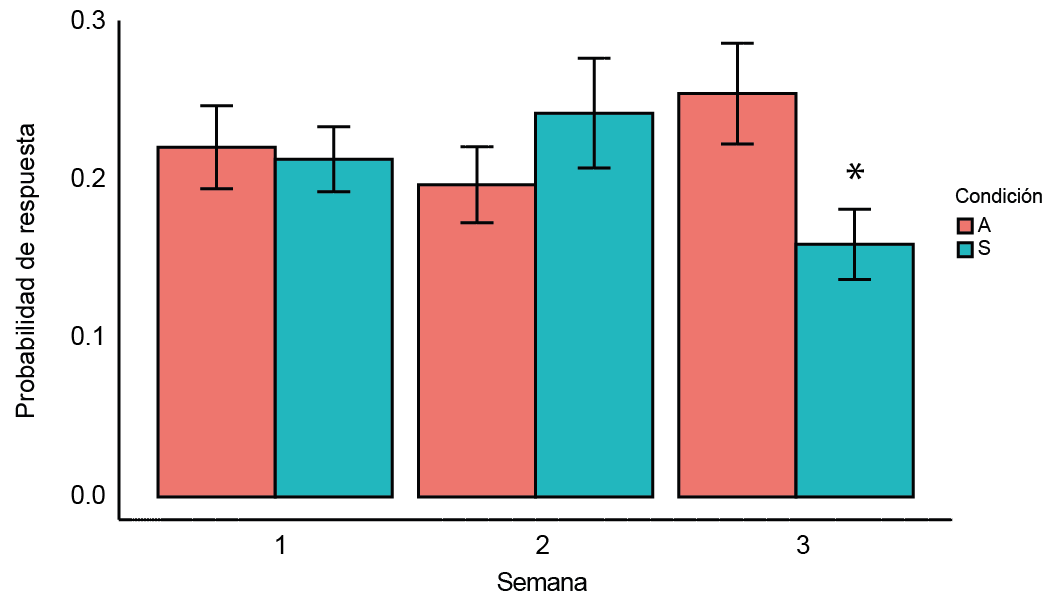 0.3
0.2
0.1
0.0
Probabilidad de respuesta
*
1 2 3
Semana
Condición
A
S